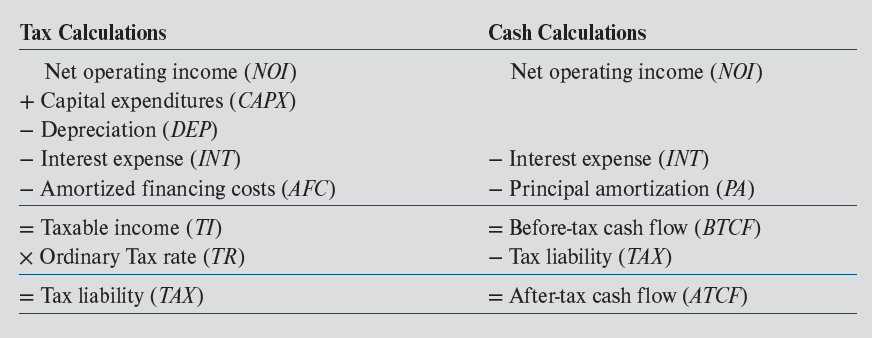 Tax Calculations Cash Calculations
Net operating income (NOI) Net operating income (NOI)
+ Capital expenditures (CAPX)
− Depreciation (DEP)
− Interest expense (INT) − Interest expense (INT)
− Amortized financing costs (AFC) − Principal amortization (PA)
= Taxable income (TI) = Before-tax cash flow (BTCF)
× Ordinary Tax rate (TR) − Tax liability (TAX)
= Tax liability (TAX) = After-tax cash flow (ATCF)